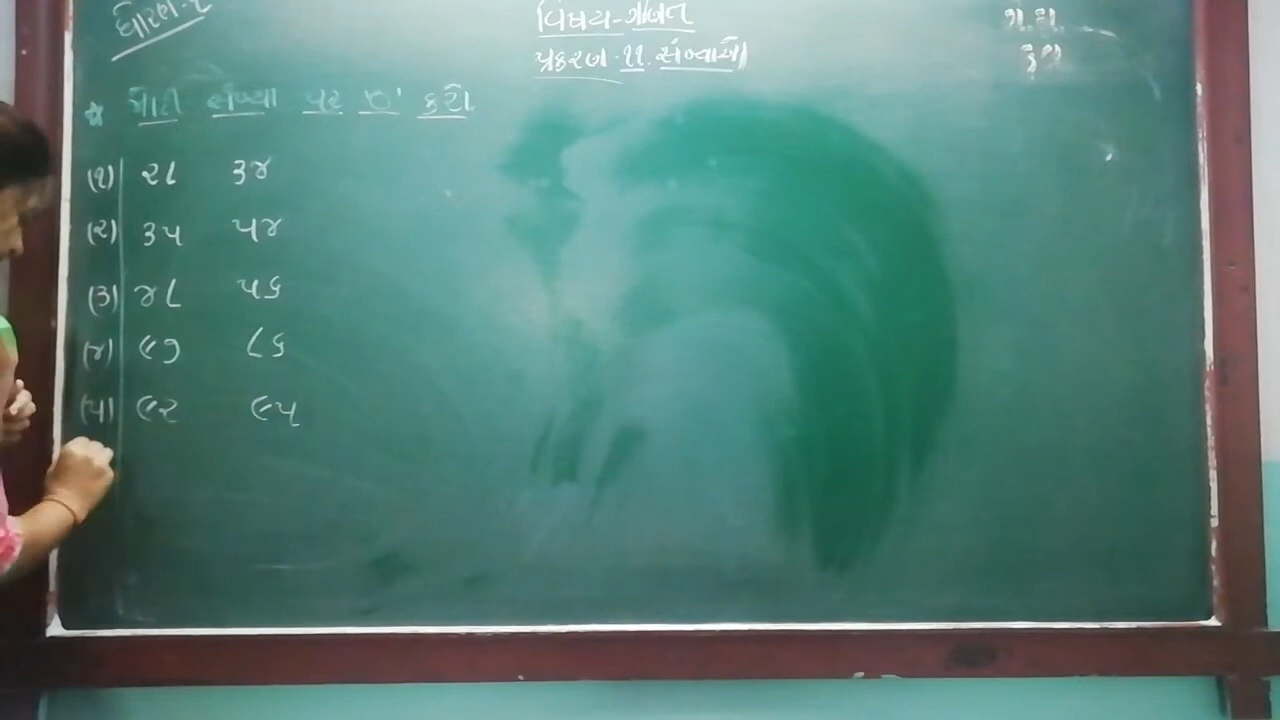 ધોરણ-૧
વિષય-ગણિત
પ્રકરણ.૧૧. સંખ્યાઓ
ગૃ.કા.
★ મોટી સંખ્યા પર 'O' કરો
(૧) ૨૮ ૩૪
(૨) ૩૫ ૫૪
(૩) ૪૮ ૫૬
(૪) ૯૭ ૮૬
(૫) ૯૨ ૯૫